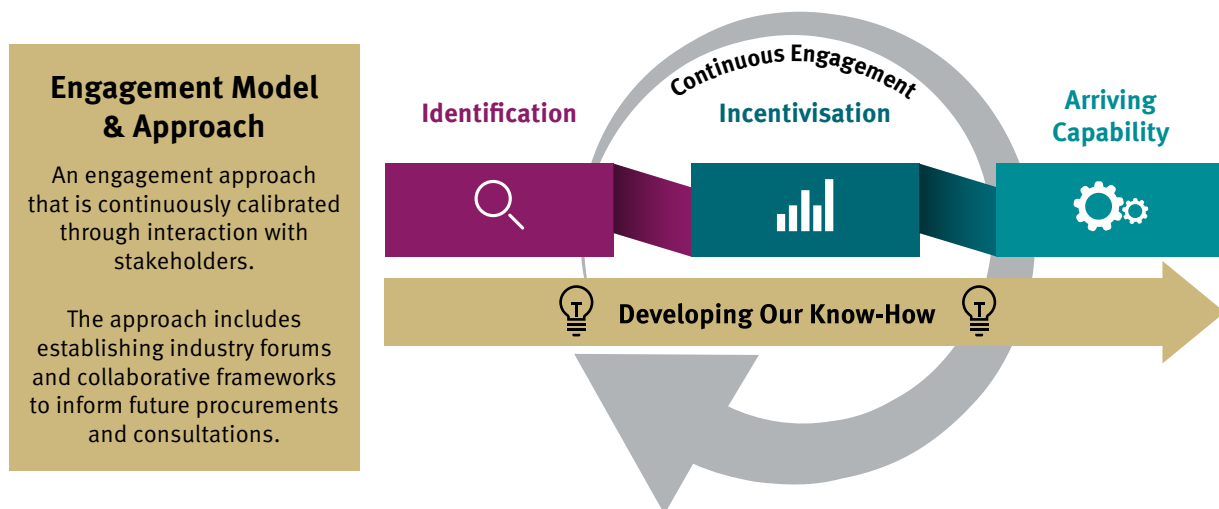 Engagement Model
& Approach
An engagement approach
that is continuously calibrated
through interaction with
stakeholders.
The approach includes
establishing industry forums
and collaborative frameworks
to inform future procurements
and consultations.
Continuous Engagement
Identification
Incentivisation
Arriving
Capability
T
Developing Our Know-How
T